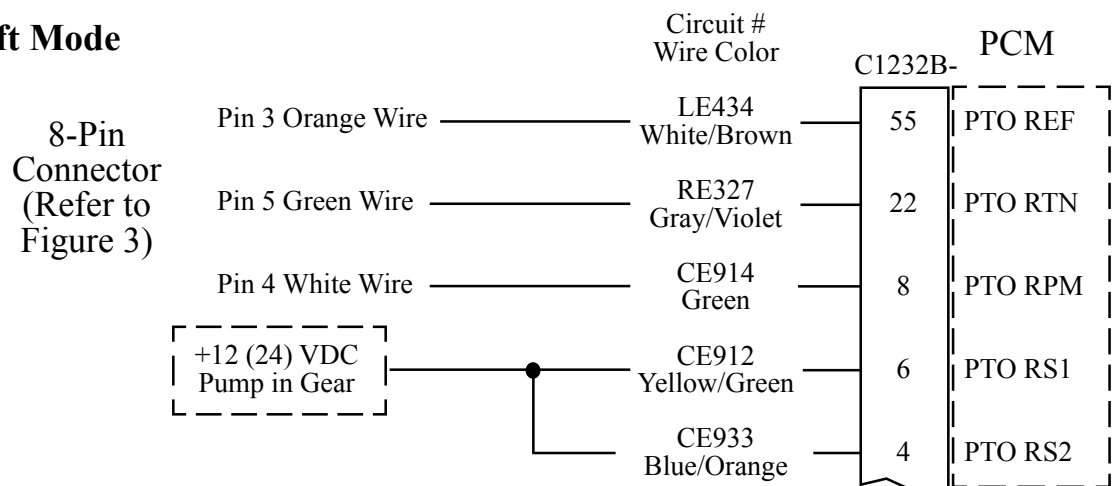 ft Mode
Circuit #
Wire Color
PCM
C1232B-
8-Pin
Connector
(Refer to
Figure 3)
Pin 3 Orange Wire
LE434
White/Brown
55
PTO REF
Pin 5 Green Wire
RE327
Gray/Violet
22
PTO RTN
Pin 4 White Wire
CE914
Green
8
PTO RPM
+12 (24) VDC
Pump in Gear
CE912
Yellow/Green
6
PTO RS1
CE933
Blue/Orange
4
PTO RS2